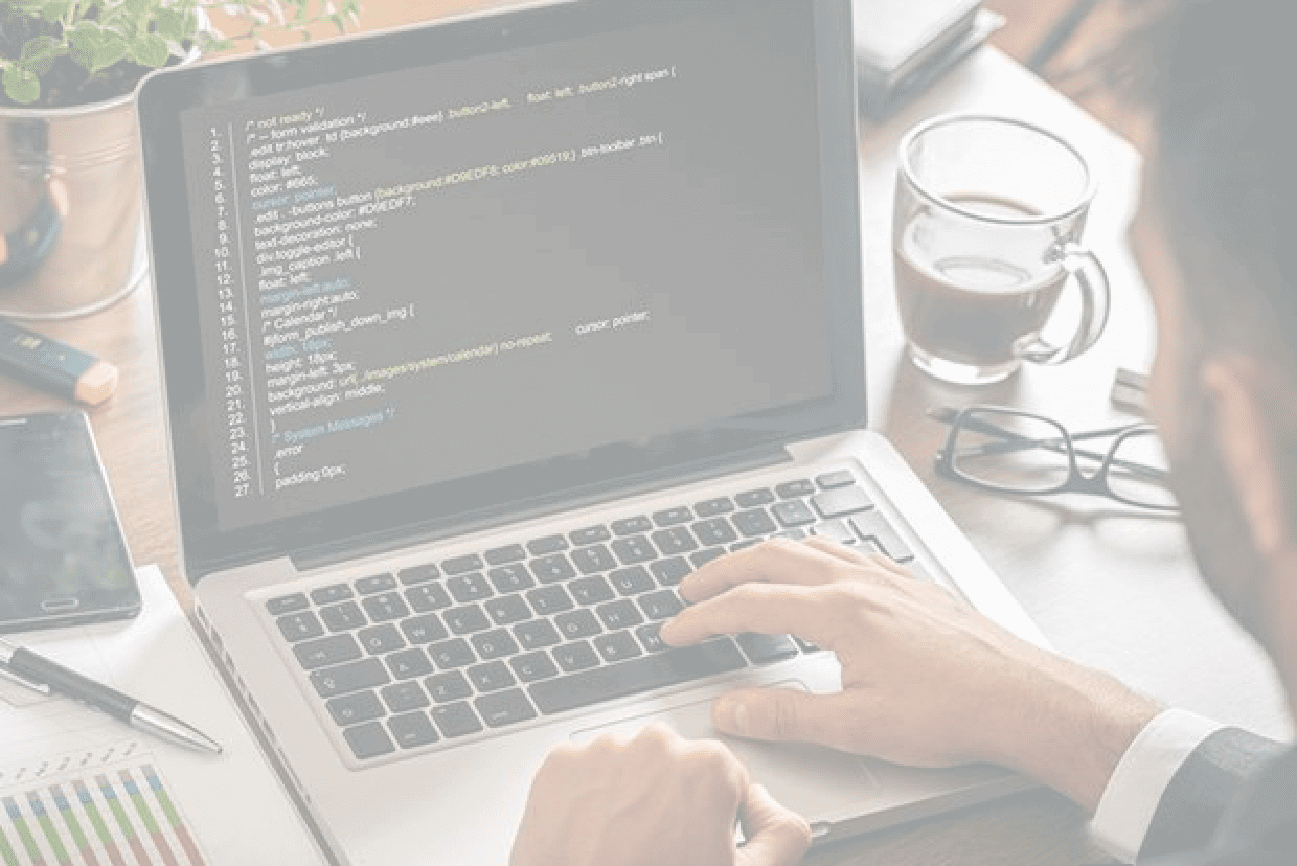 1. /* not ready */
2. /* -- form validation */
3. .edit tr:hover td {background:#eee} .button2-left, float: left, .button2-right span {
4. display: block;
5. float: left;
6. color: #666;
7. cursor: pointer;
8. .edit , -buttons button {background:#D9EDF8; color:#09519;} .btn-toolbar .btn {
9. background-color: #D9EDF7;
10. text-decoration: none;
11. div.toggle-editor {
12. .img_caption .left {
13. float: left;
14. margin-left:auto;
15. margin-right:auto;
16. /* Calendar */
17. #jform_publish_down_img {
18. width: 18px;
19. height: 18px;
20. margin-left: 3px;
21. background: url(../images/system/calendar) no-repeat; cursor: pointer;
22. vertical-align: middle;
23. }
24. /* System Messages */
25. .error
26. {
27. padding:0px;